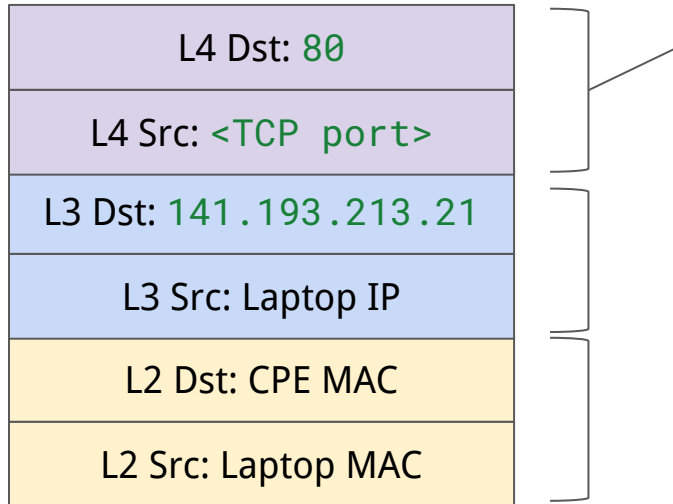 L4 Dst: 80
L4 Src: <TCP port>
L3 Dst: 141.193.213.21
L3 Src: Laptop IP
L2 Dst: CPE MAC
L2 Src: Laptop MAC